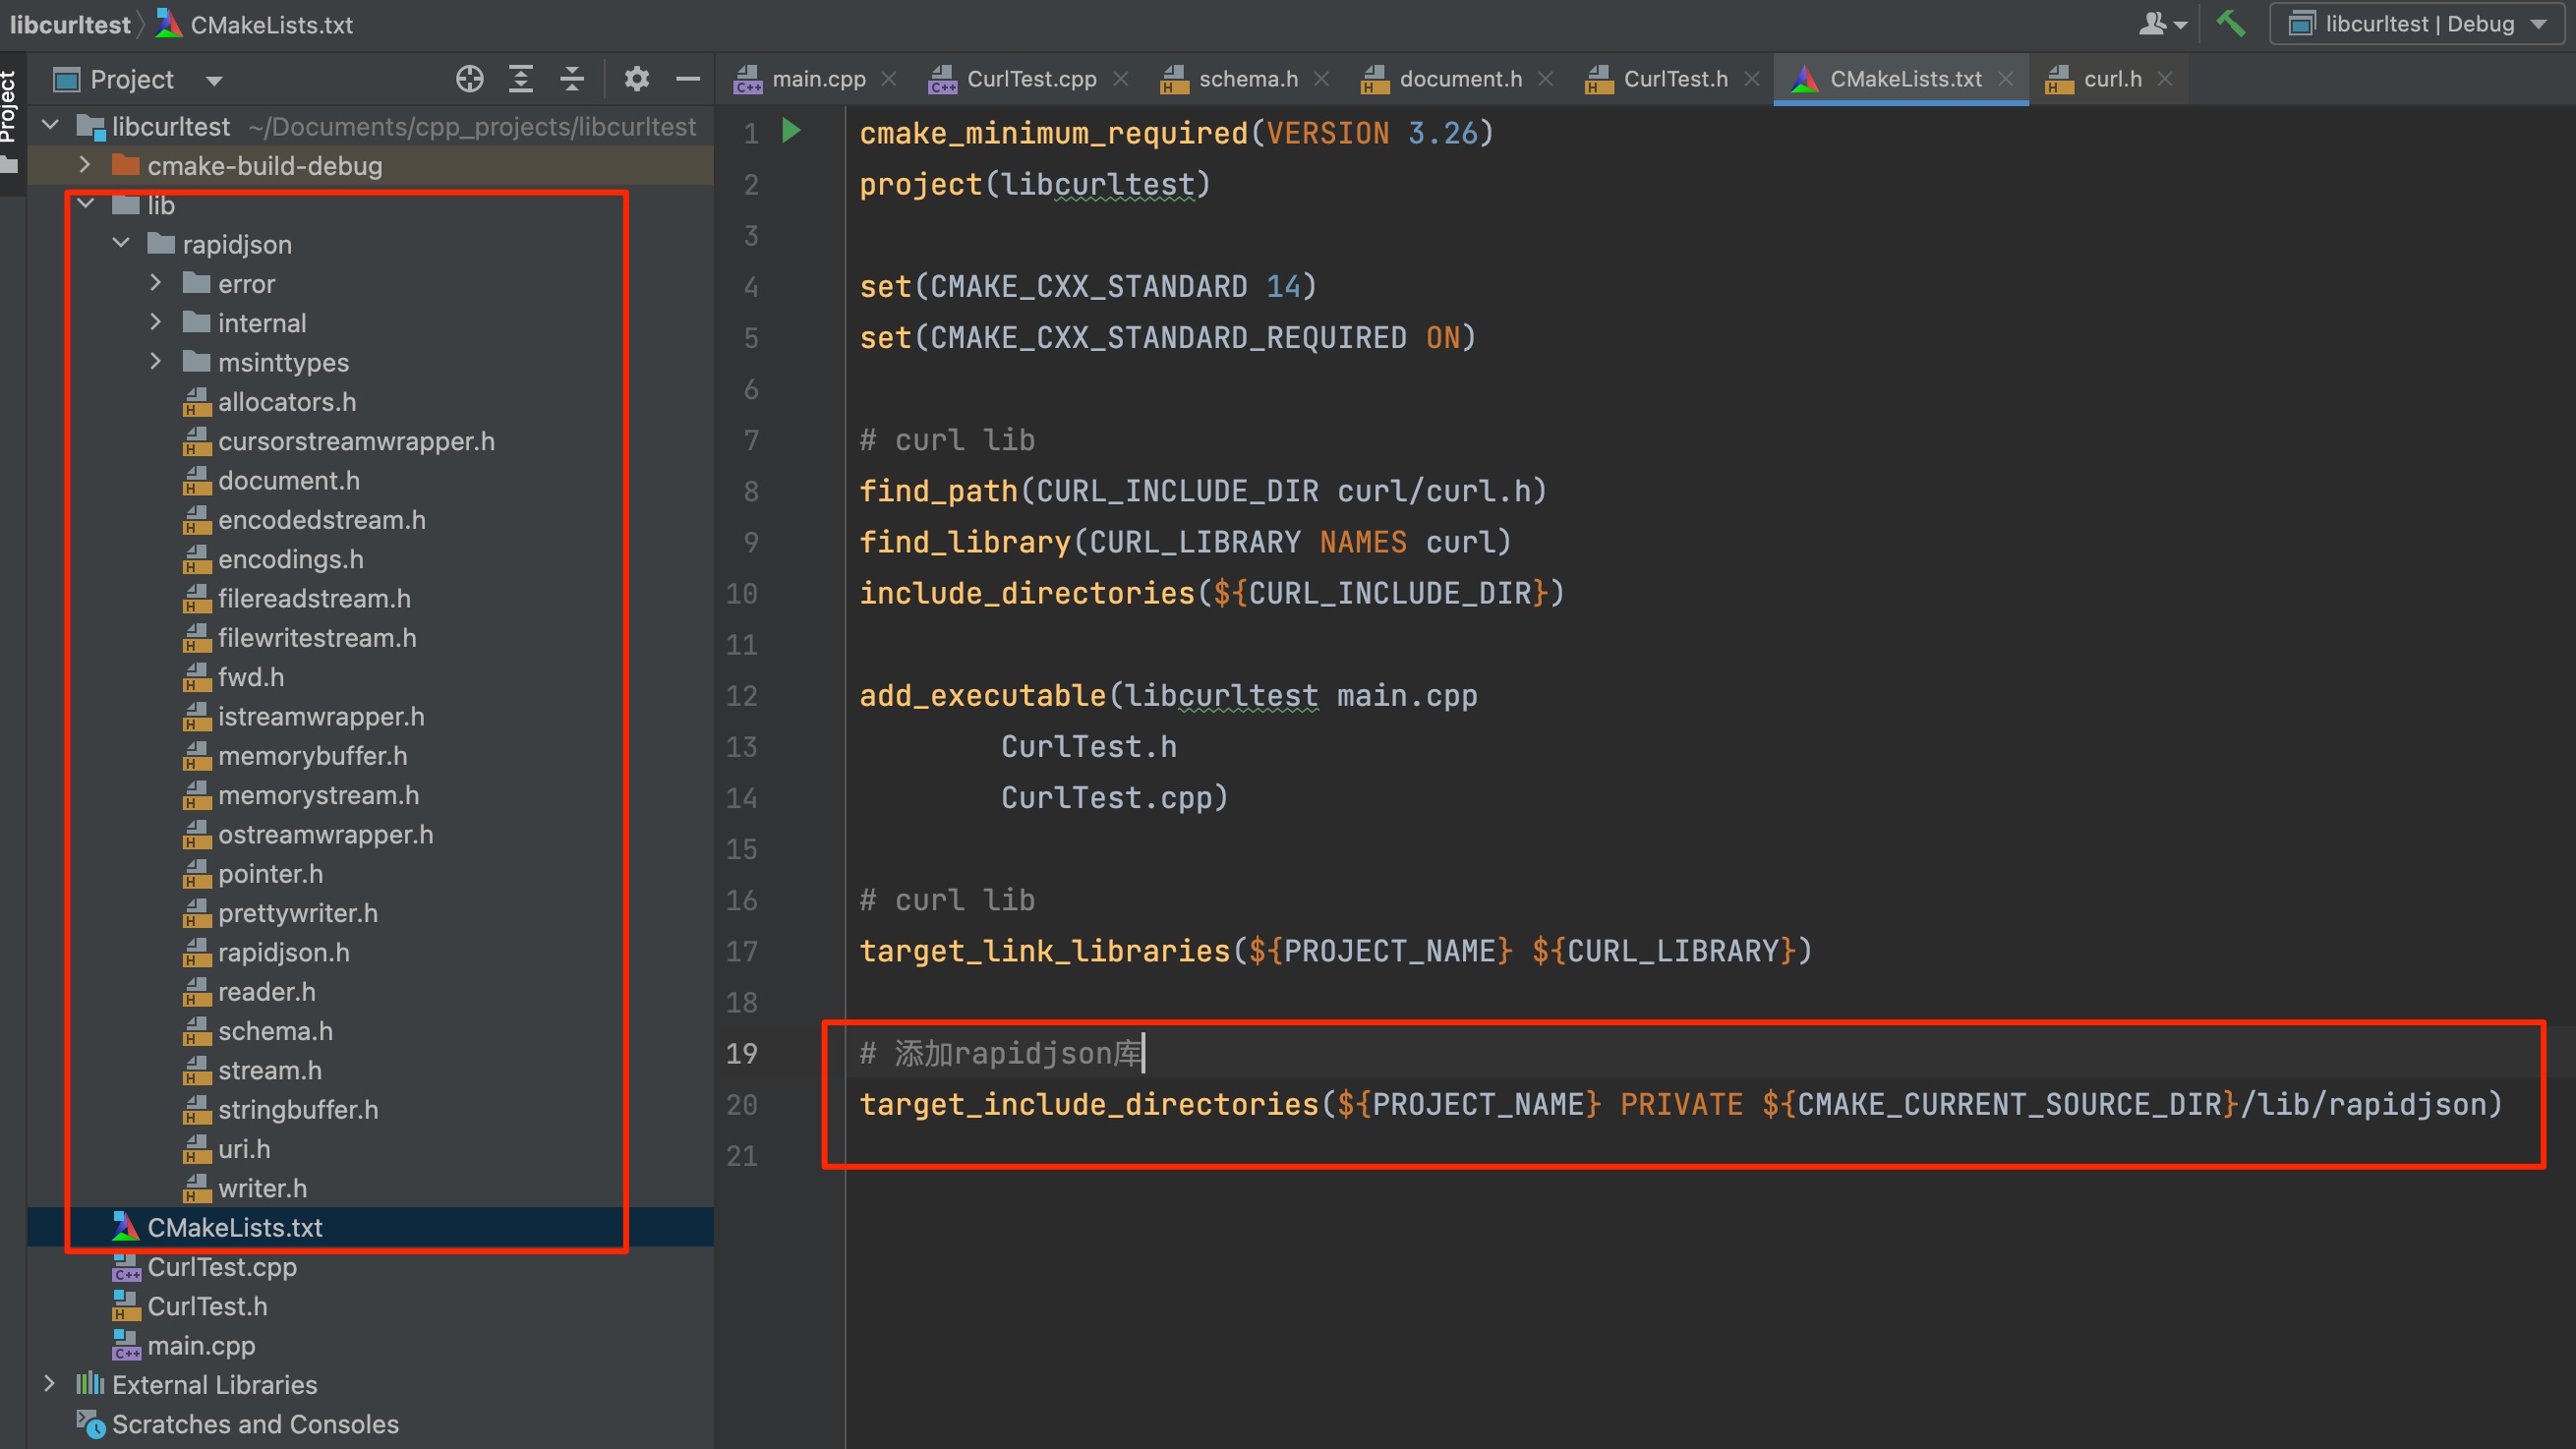 libcurltest
CMakeLists.txt
libcurltest | Debug
Project
Project
main.cpp
CurlTest.cpp
schema.h
document.h
CurlTest.h
CMakeLists.txt
curl.h
libcurltest ~/Documents/cpp_projects/libcurltest
cmake-build-debug
lib
rapidjson
error
internal
msinttypes
allocators.h
cursorstreamwrapper.h
document.h
encodedstream.h
encodings.h
filereadstream.h
filewritestream.h
fwd.h
istreamwrapper.h
memorybuffer.h
memorystream.h
ostreamwrapper.h
pointer.h
prettywriter.h
rapidjson.h
reader.h
schema.h
stream.h
stringbuffer.h
uri.h
writer.h
CMakeLists.txt
CurlTest.cpp
CurlTest.h
main.cpp
External Libraries
Scratches and Consoles
1 cmake_minimum_required(VERSION 3.26)
2 project(libcurltest)
3
4 set(CMAKE_CXX_STANDARD 14)
5 set(CMAKE_CXX_STANDARD_REQUIRED ON)
6
7 # curl lib
8 find_path(CURL_INCLUDE_DIR curl/curl.h)
9 find_library(CURL_LIBRARY NAMES curl)
10 include_directories(${CURL_INCLUDE_DIR})
11
12 add_executable(libcurltest main.cpp
13 CurlTest.h
14 CurlTest.cpp)
15
16 # curl lib
17 target_link_libraries(${PROJECT_NAME} ${CURL_LIBRARY})
18
19 # 添加rapidjson库
20 target_include_directories(${PROJECT_NAME} PRIVATE ${CMAKE_CURRENT_SOURCE_DIR}/lib/rapidjson)
21